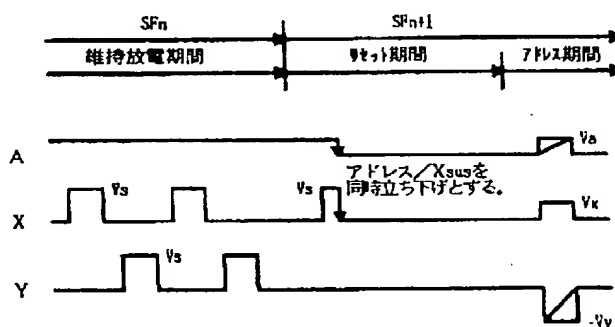 SFn SFn+1
維持放電期間 リセット期間 アドレス期間
A Va
アドレス／Xsusを
同時立ち下げとする。
X Vs Vs Vx
Y Vs
-Vy